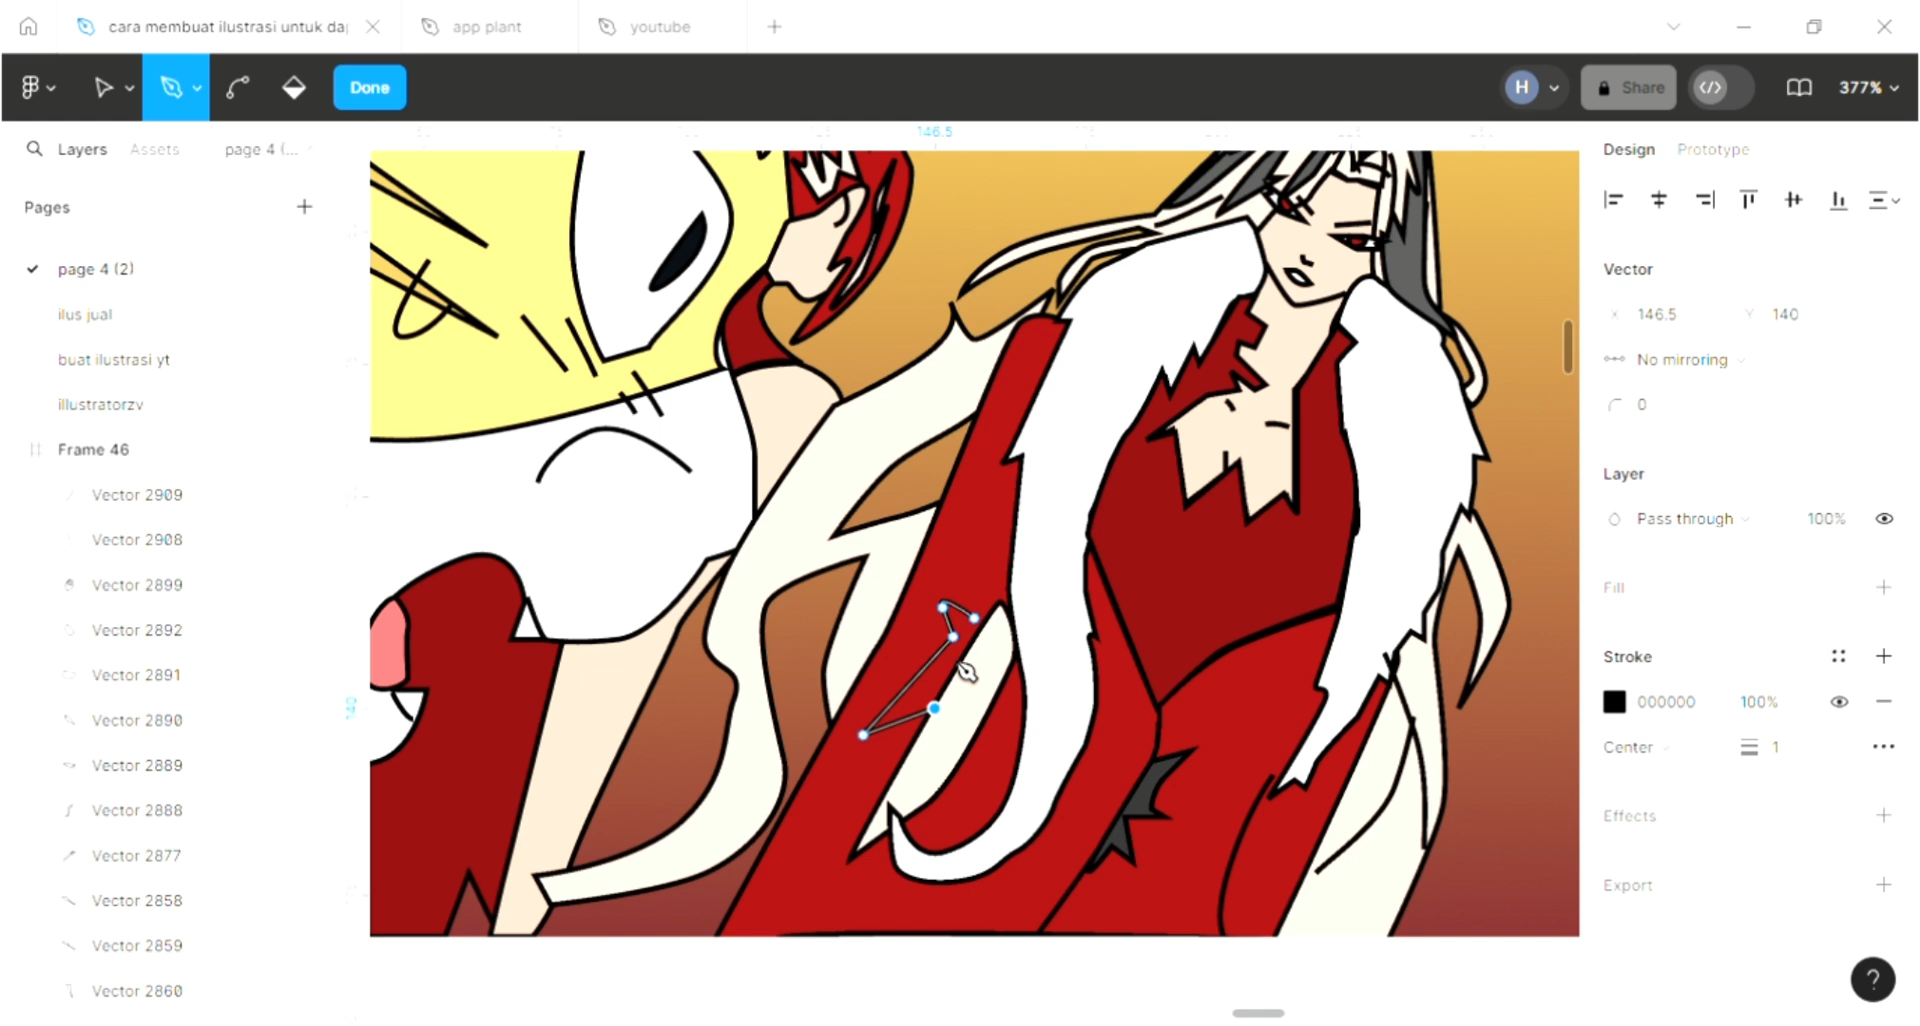 cara membuat ilustrasi untuk da
app plant
youtube
Done
H
Share
377%
Layers
Assets
page 4 (...
146.5
Design
Prototype
Pages
page 4 (2)
ilus jual
buat ilustrasi yt
illustratorzv
Frame 46
Vector 2909
Vector 2908
Vector 2899
Vector 2892
Vector 2891
Vector 2890
Vector 2889
Vector 2888
Vector 2877
Vector 2858
Vector 2859
Vector 2860
Vector
X 146.5
Y 140
No mirroring
0
Layer
Pass through
100%
Fill
Stroke
000000
100%
Center
1
Effects
Export
?